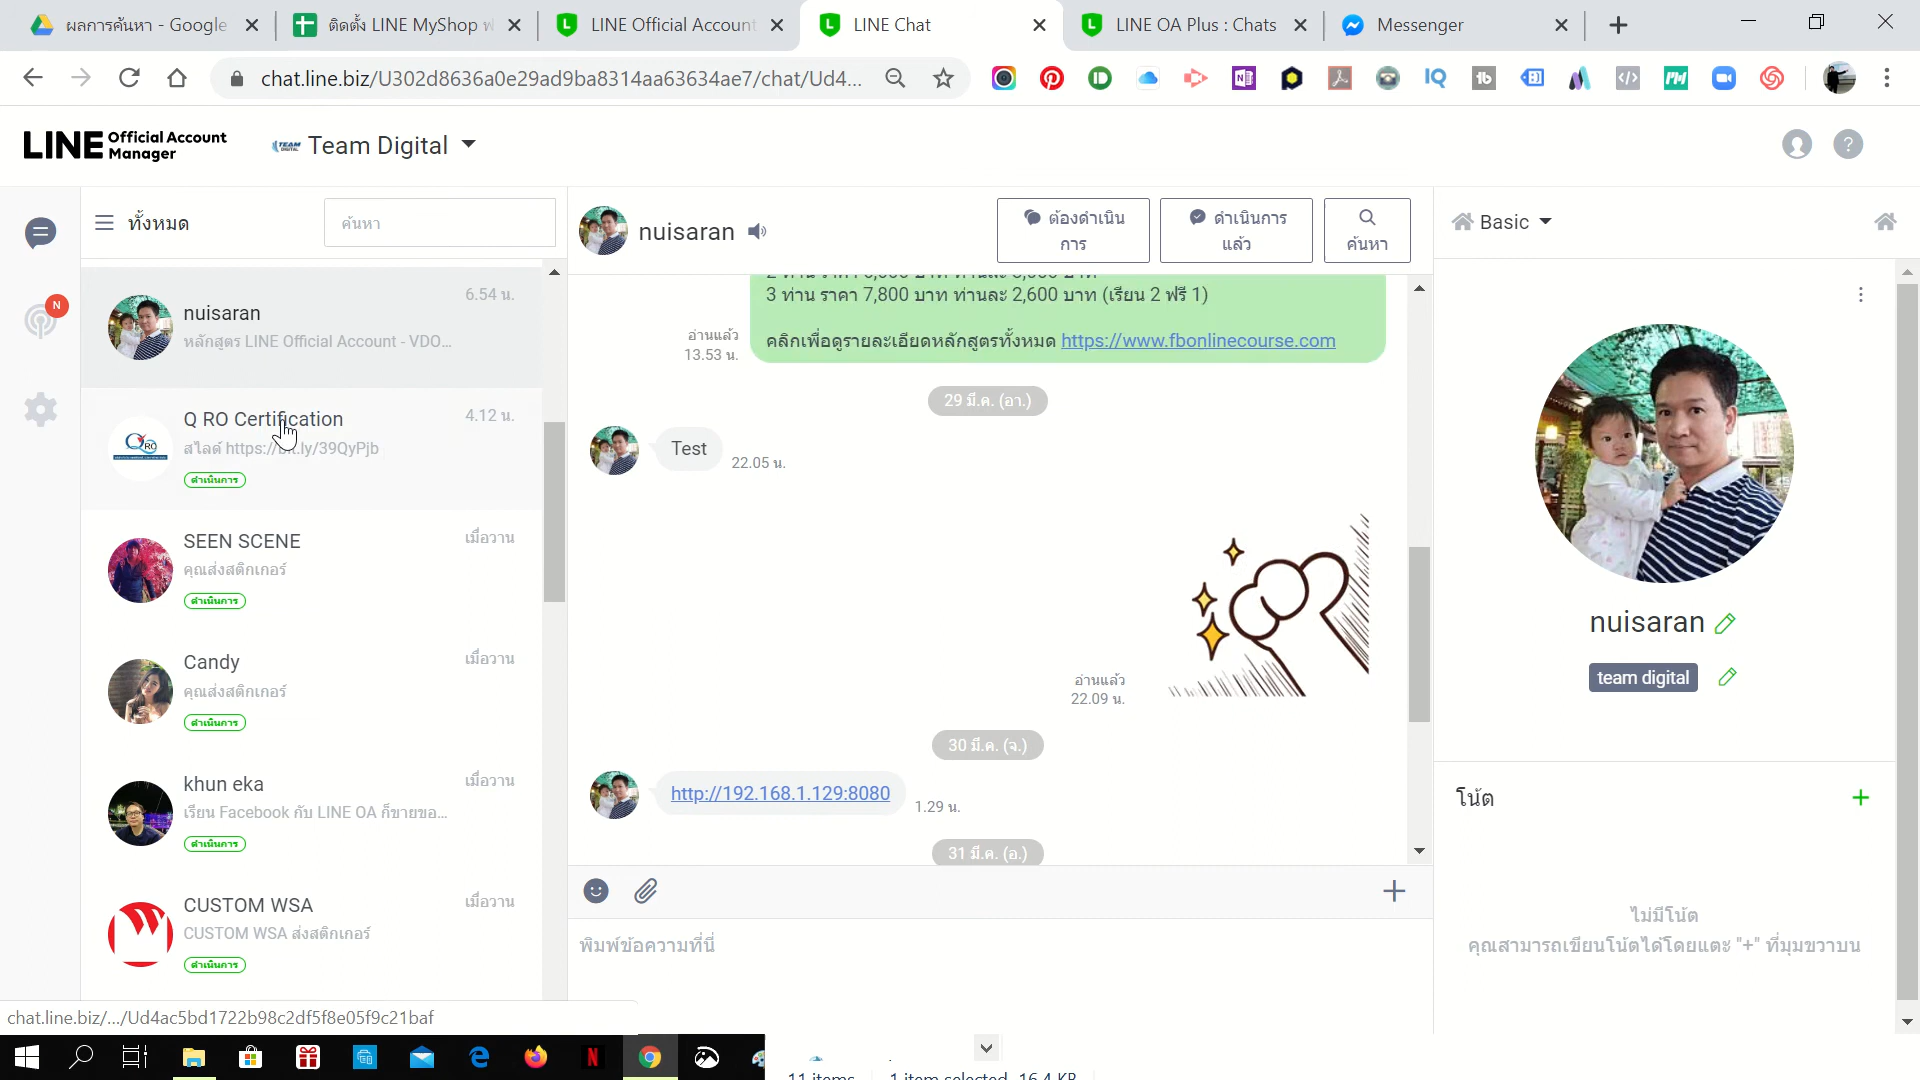 ผลการค้นหา - Google
ติดตั้ง LINE MyShop
LINE Official Account
LINE Chat
LINE OA Plus : Chats
Messenger
chat.line.biz/U302d8636a0e29ad9ba8314aa63634ae7/chat/Ud4...
LINE Official Account Manager
Team Digital
?
ทั้งหมด
ค้นหา
N
nuisaran
6.54 น.
หลักสูตร LINE Official Account - VDO...
Q RO Certification
4.12 น.
สไลด์ https://bit.ly/39QyPjb
ดำเนินการ
SEEN SCENE
เมื่อวาน
คุณส่งสติกเกอร์
ดำเนินการ
Candy
เมื่อวาน
คุณส่งสติกเกอร์
ดำเนินการ
khun eka
เมื่อวาน
เรียน Facebook กับ LINE OA ก็ขายขอ...
ดำเนินการ
CUSTOM WSA
เมื่อวาน
CUSTOM WSA ส่งสติกเกอร์
ดำเนินการ
chat.line.biz/.../Ud4ac5bd1722b98c2df5f8e05f9c21baf
nuisaran
ต้องดำเนินการ
ดำเนินการแล้ว
ค้นหา
3 ท่าน ราคา 7,800 บาท ท่านละ 2,600 บาท (เรียน 2 ฟรี 1)
คลิกเพื่อดูรายละเอียดหลักสูตรทั้งหมด https://www.fbonlinecourse.com
อ่านแล้ว
13.53 น.
29 มี.ค. (อา.)
Test
22.05 น.
อ่านแล้ว
22.09 น.
30 มี.ค. (จ.)
http://192.168.1.129:8080
1.29 น.
31 มี.ค. (อ.)
พิมพ์ข้อความที่นี่
Basic
nuisaran
team digital
โน้ต
ไม่มีโน้ต
คุณสามารถเขียนโน้ตได้โดยแตะ "+" ที่มุมขวาบน
11 items
1 item selected 16.4 KB